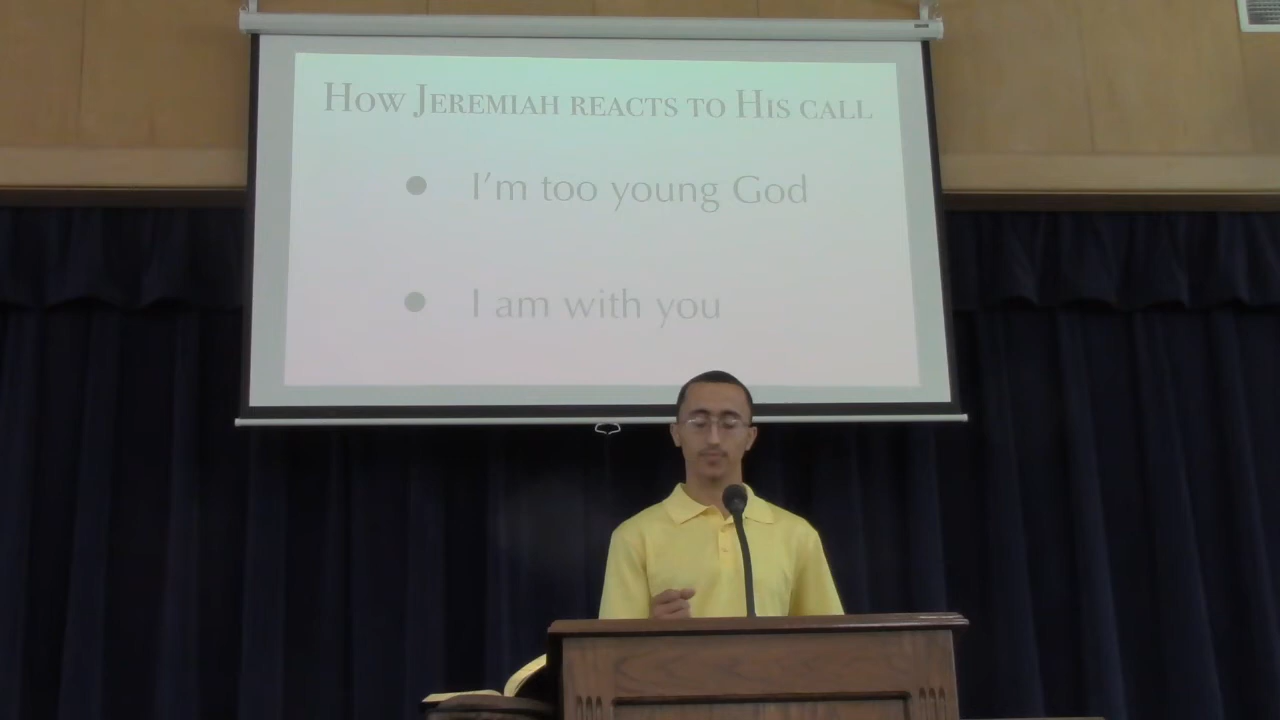 How Jeremiah reacts to His call
● I'm too young God
● I am with you